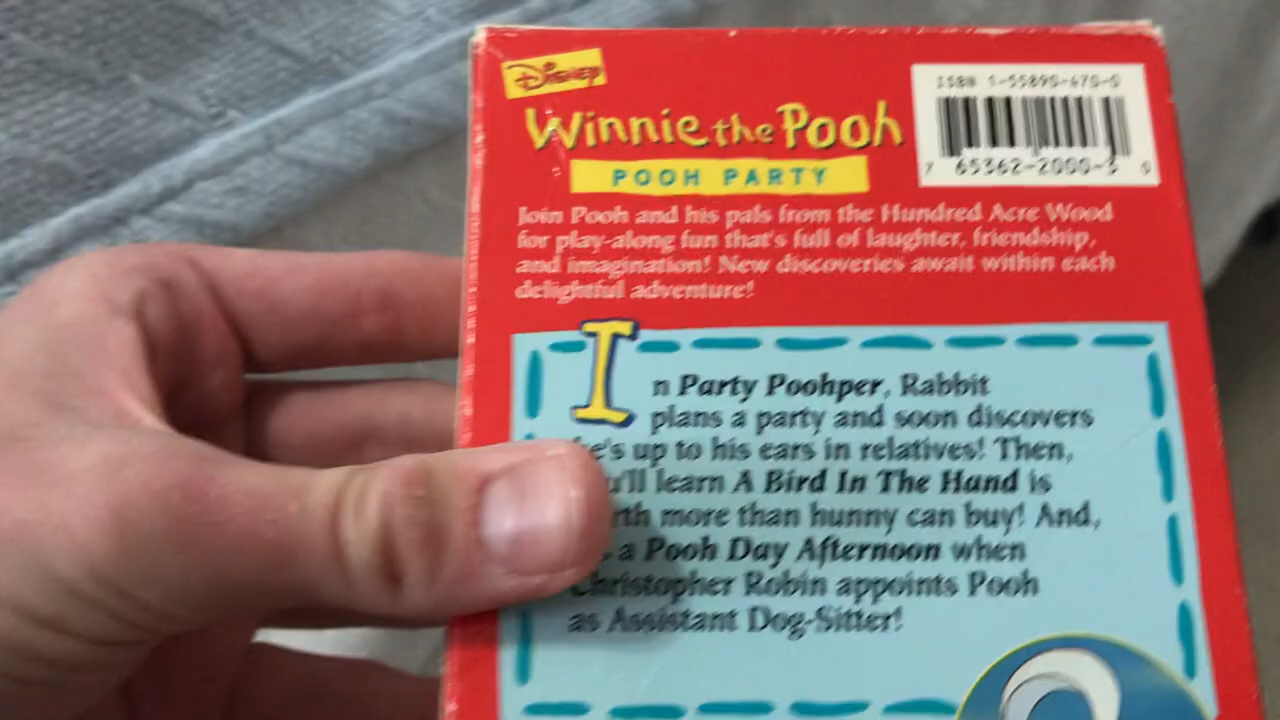 Disney
ISBN 1-55890-470-0
Winnie the Pooh
7 65362-2000-3 0
POOH PARTY
Join Pooh and his pals from the Hundred Acre Wood
for play-along fun that's full of laughter, friendship,
and imagination! New discoveries await within each
delightful adventure!
In Party Poohper, Rabbit
plans a party and soon discovers
he's up to his ears in relatives! Then,
learn A Bird In The Hand is
more than hunny can buy! And,
a Pooh Day Afternoon when
Christopher Robin appoints Pooh
as Assistant Dog-Sitter!